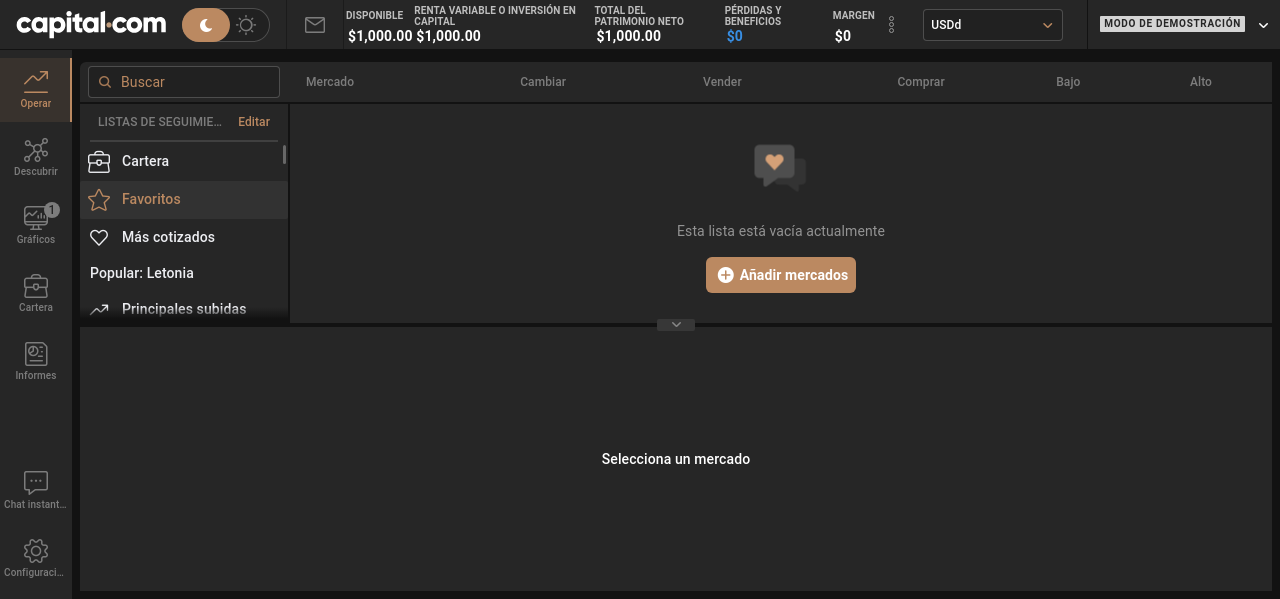 capital.com
DISPONIBLE
$1,000.00
RENTA VARIABLE O INVERSIÓN EN
CAPITAL
$1,000.00
TOTAL DEL
PATRIMONIO NETO
$1,000.00
PÉRDIDAS Y
BENEFICIOS
$0
MARGEN
$0
USDd
MODO DE DEMOSTRACIÓN
Operar
Descubrir
1
Gráficos
Cartera
Informes
Chat instant...
Configuraci...
Buscar
Mercado
Cambiar
Vender
Comprar
Bajo
Alto
LISTAS DE SEGUIMIE...
Editar
Cartera
Favoritos
Más cotizados
Popular: Letonia
Principales subidas
Esta lista está vacía actualmente
Añadir mercados
Selecciona un mercado